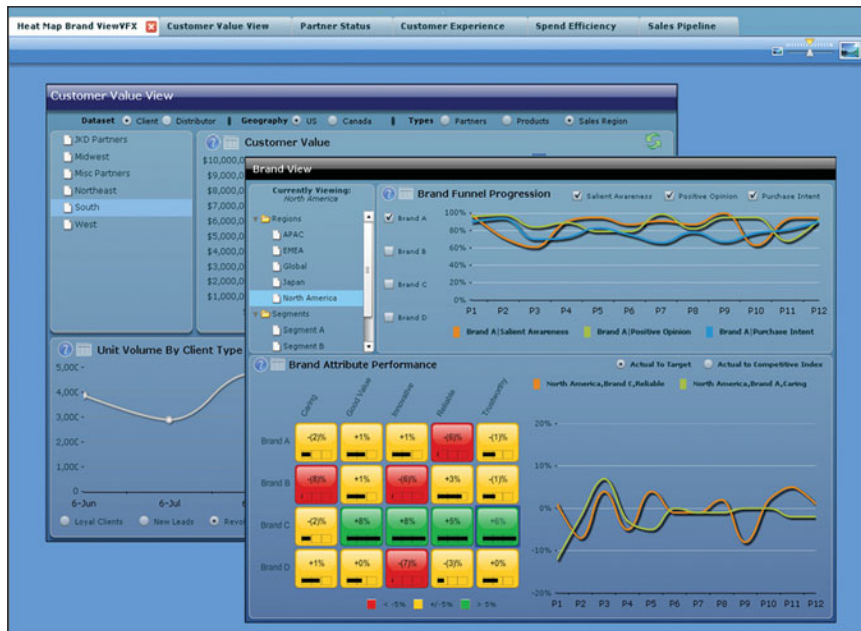 Heat Map Brand ViewVFX Customer Value View Partner Status Customer Experience Spend Efficiency Sales Pipeline
Customer Value View
Dataset Client Distributor Geography US Canada Types Partners Products Sales Region
JKD Partners
Midwest
Misc Partners
Northeast
South
West
Customer Value
$10,000,0
$9,000,0
$8,000,0
$7,000,0
$6,000,0
$5,000,0
$4,000,0
$3,000,0
$2,000,0
$1,000,0
Unit Volume By Client Type
5,000
4,000
3,000
2,000
1,000
0
6-Jun 6-Jul
Loyal Clients New Leads Revo
Brand View
Currently Viewing:
North America
Regions
APAC
EMEA
Global
Japan
North America
Segments
Segment A
Segment B
Brand Funnel Progression Salient Awareness Positive Opinion Purchase Intent
Brand A
Brand B
Brand C
Brand D
100%
80%
60%
40%
20%
0%
P1 P2 P3 P4 P5 P6 P7 P8 P9 P10 P11 P12
Brand A|Salient Awareness Brand A|Positive Opinion Brand A|Purchase Intent
Brand Attribute Performance Actual To Target Actual to Competitive Index
Caring Good Value Innovative Reliable Trustworthy
Brand A -(2)% +1% +1% -(6)% -(1)%
Brand B -(8)% +1% -(6)% +3% -(1)%
Brand C -(2)% +8% +8% +5% +6%
Brand D +1% +0% -(7)% -(3)% +0%
< -5% +/-5% > 5%
North America,Brand C,Reliable North America,Brand A,Caring
20%
10%
0%
-10%
-20%
P1 P2 P3 P4 P5 P6 P7 P8 P9 P10 P11 P12